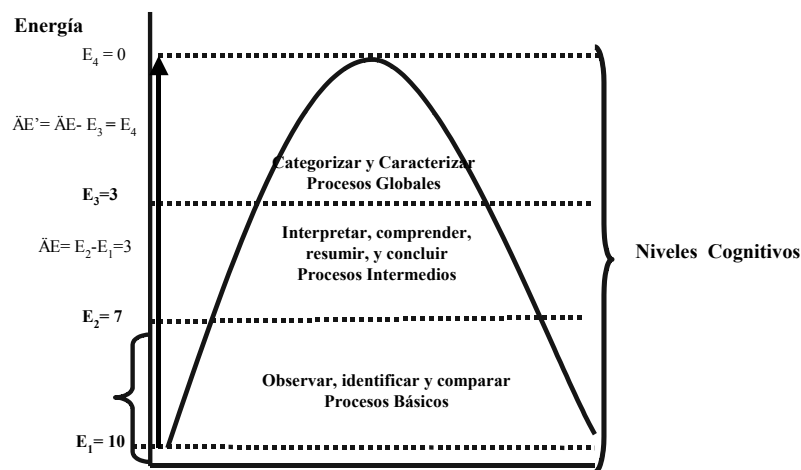 Energía
E₄ = 0
ÄE'= ÄE- E₃ = E₄
Categorizar y Caracterizar
Procesos Globales
E₃=3
Interpretar, comprender,
resumir, y concluir
Procesos Intermedios
ÄE= E₂-E₁=3
Niveles Cognitivos
E₂= 7
Observar, identificar y comparar
Procesos Básicos
E₁= 10